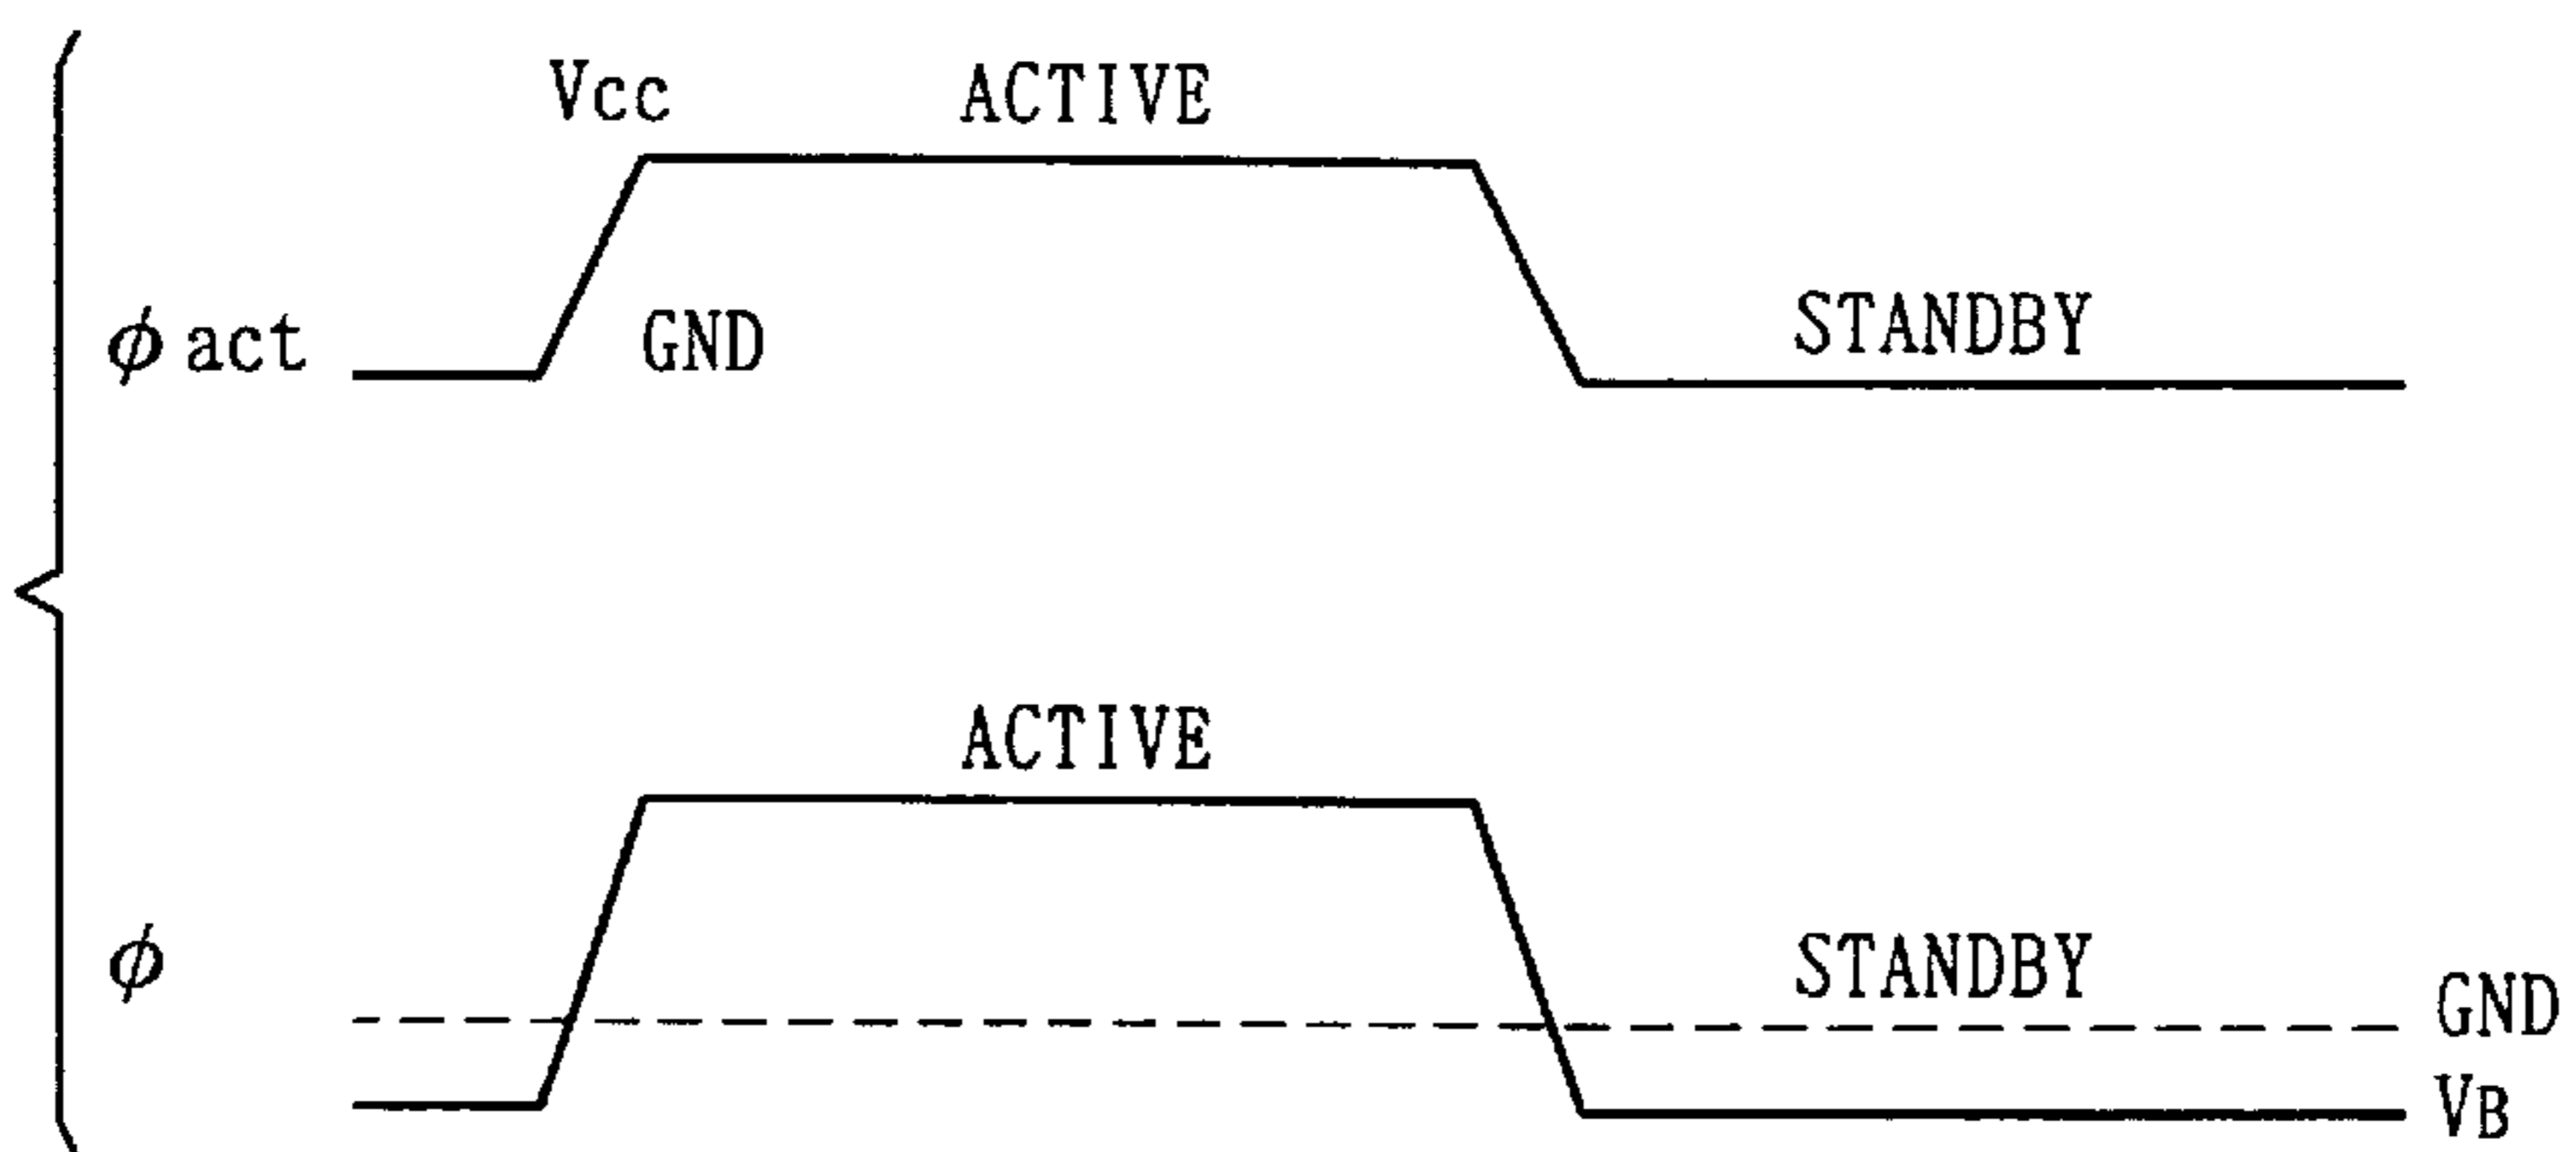 Vcc ACTIVE
φact GND STANDBY
ACTIVE
φ STANDBY GND
VB